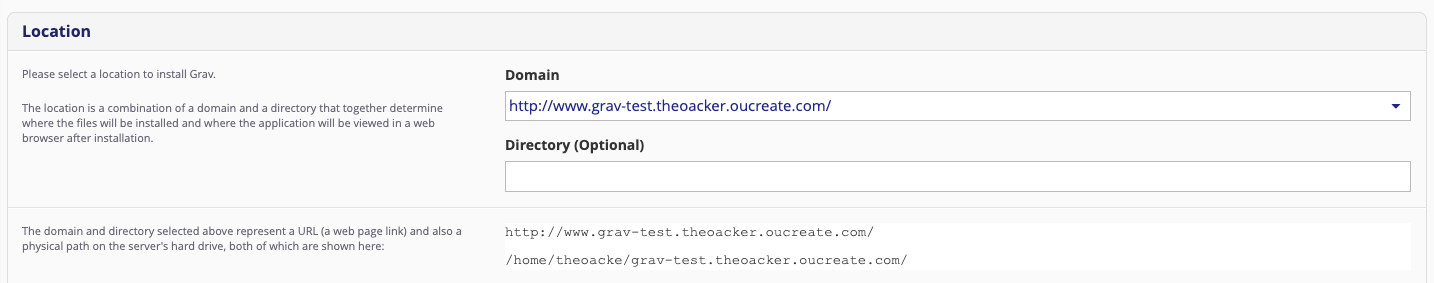 Location
Please select a location to install Grav.
The location is a combination of a domain and a directory that together determine
where the files will be installed and where the application will be viewed in a web
browser after installation.
Domain
http://www.grav-test.theoacker.oucreate.com/
Directory (Optional)
The domain and directory selected above represent a URL (a web page link) and also a
physical path on the server's hard drive, both of which are shown here:
http://www.grav-test.theoacker.oucreate.com/
/home/theoacke/grav-test.theoacker.oucreate.com/